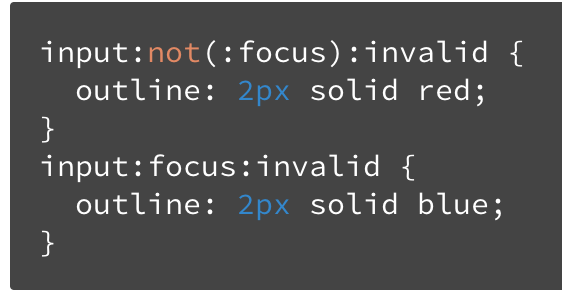 input:not(:focus):invalid {
  outline: 2px solid red;
}
input:focus:invalid {
  outline: 2px solid blue;
}